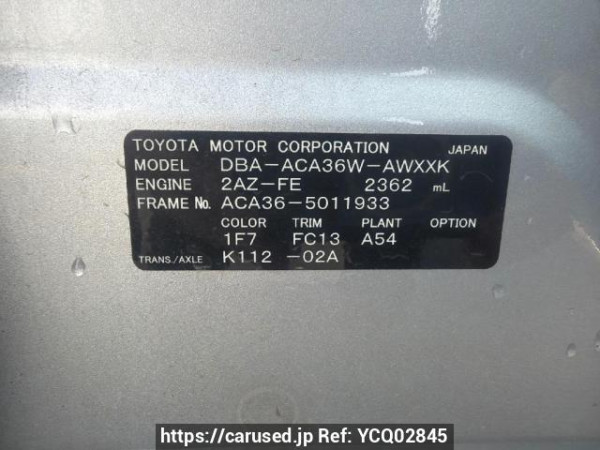 TOYOTA MOTOR CORPORATION JAPAN
MODEL DBA-ACA36W-AWXXK
ENGINE 2AZ-FE 2362 mL
FRAME No. ACA36-5011933
COLOR TRIM PLANT OPTION
1F7 FC13 A54
TRANS./AXLE K112 -02A
https://carused.jp Ref: YCQ02845